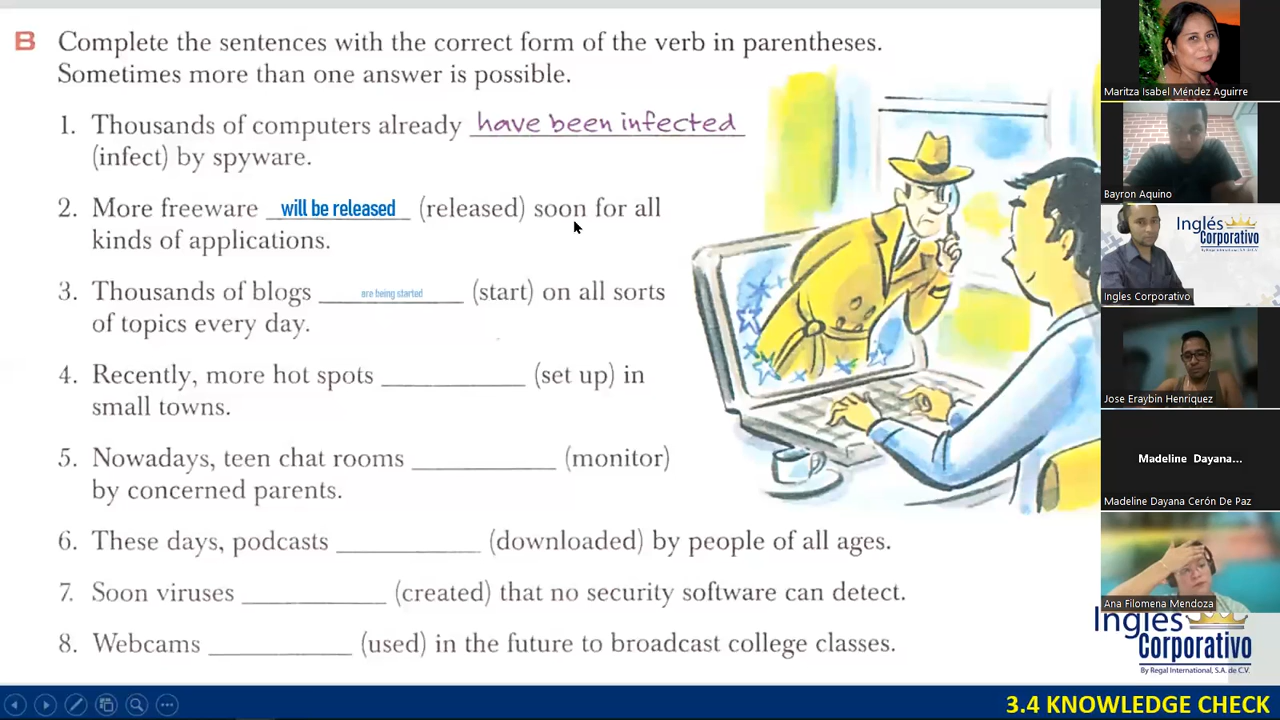 B Complete the sentences with the correct form of the verb in parentheses.
Sometimes more than one answer is possible.
1. Thousands of computers already have been infected
(infect) by spyware.
2. More freeware will be released (released) soon for all
kinds of applications.
3. Thousands of blogs are being started (start) on all sorts
of topics every day.
4. Recently, more hot spots ____________ (set up) in
small towns.
5. Nowadays, teen chat rooms ____________ (monitor)
by concerned parents.
6. These days, podcasts ____________ (downloaded) by people of all ages.
7. Soon viruses ____________ (created) that no security software can detect.
8. Webcams ____________ (used) in the future to broadcast college classes.
Maritza Isabel Méndez Aguirre
Bayron Aquino
Inglés
Corporativo
By Regal International, S.A. de C.V.
Ingles Corporativo
Jose Eraybin Henriquez
Madeline Dayana...
Madeline Dayana Cerón De Paz
Ana Filomena Mendoza
Inglés
Corporativo
By Regal International, S.A. de C.V.
3.4 KNOWLEDGE CHECK